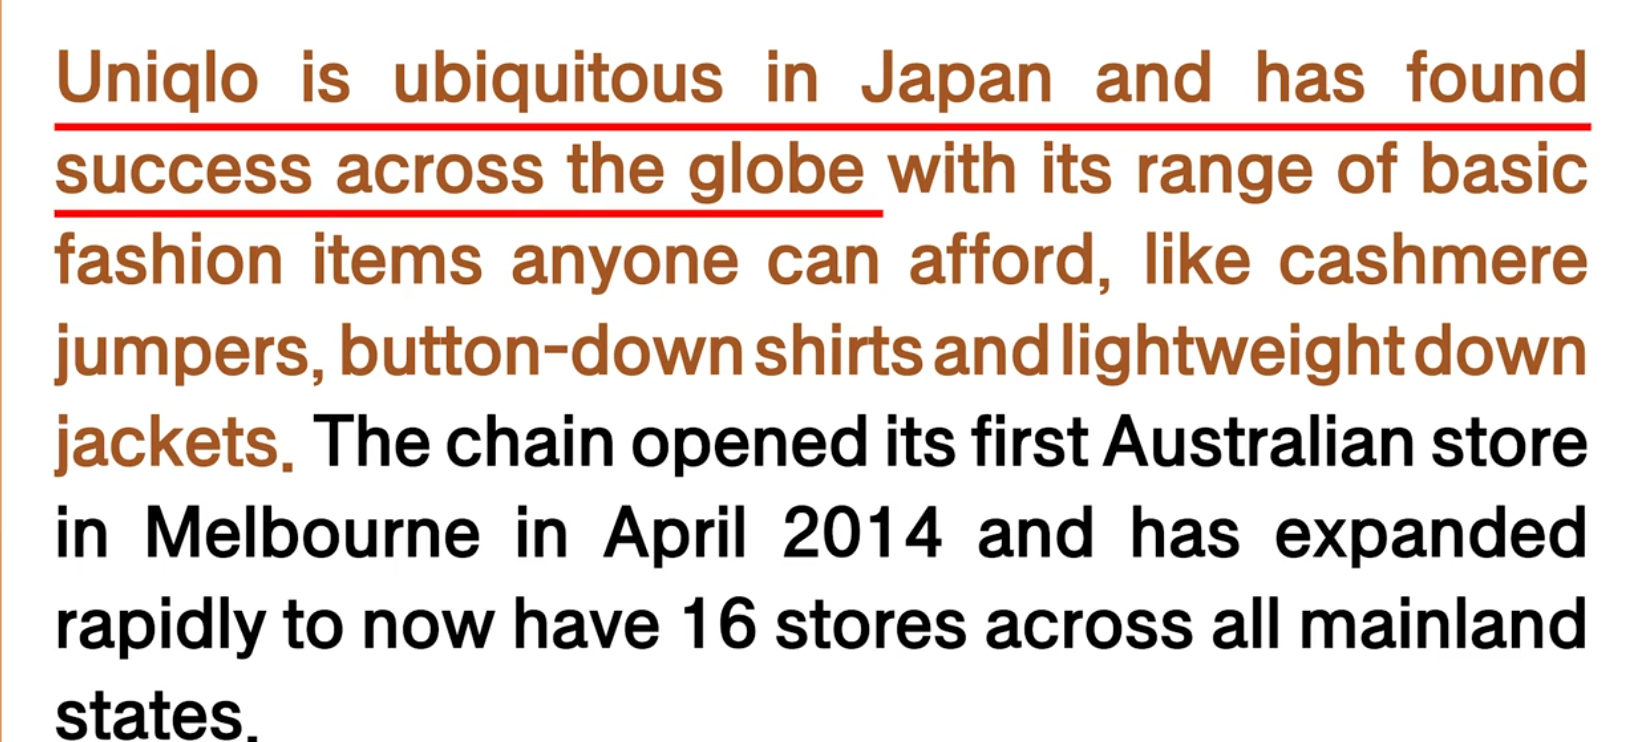 Uniqlo is ubiquitous in Japan and has found
success across the globe with its range of basic
fashion items anyone can afford, like cashmere
jumpers, button-down shirts and lightweight down
jackets. The chain opened its first Australian store
in Melbourne in April 2014 and has expanded
rapidly to now have 16 stores across all mainland
states.